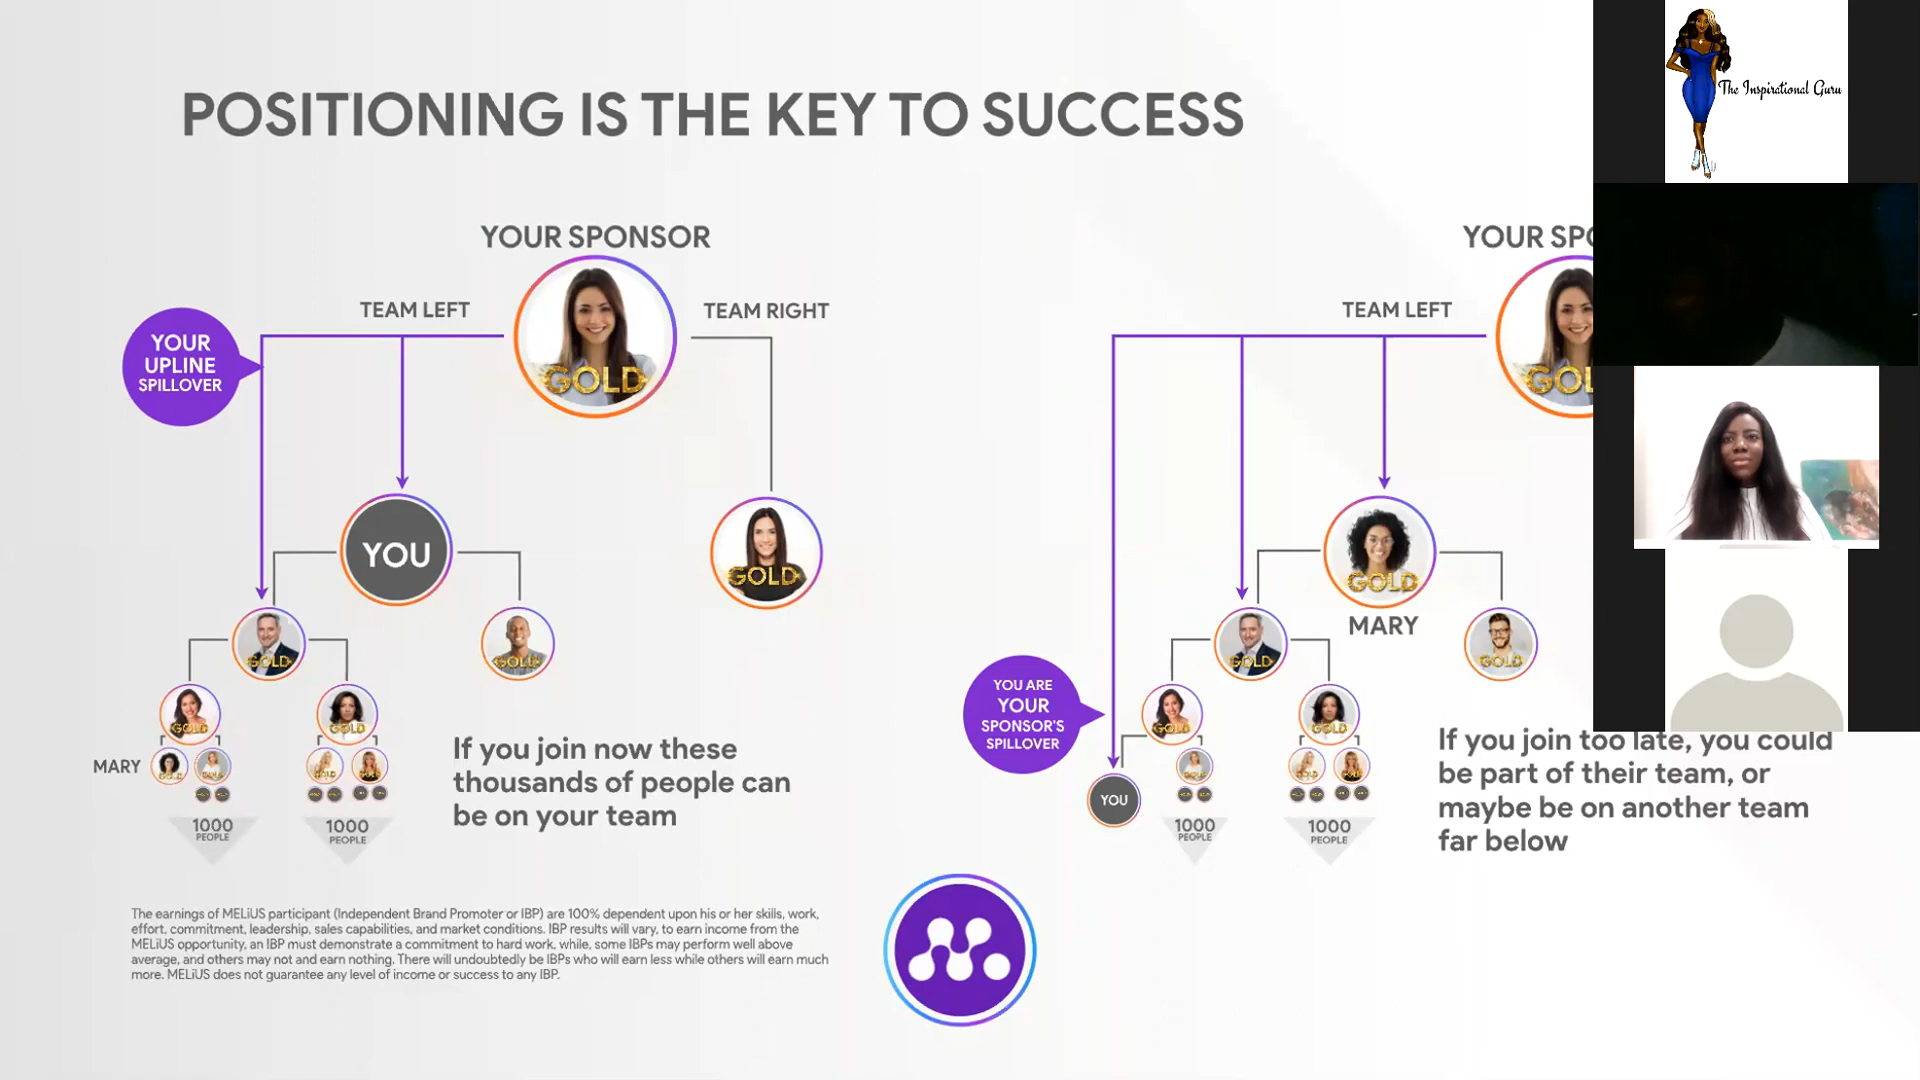 POSITIONING IS THE KEY TO SUCCESS
The Inspirational Guru
YOUR SPONSOR
TEAM LEFT
TEAM RIGHT
YOUR
UPLINE
SPILLOVER
GOLD
YOU
GOLD
GOLD
GOLD
GOLD
GOLD
MARY
GOLD
GOLD
GOLD
1000
PEOPLE
1000
PEOPLE
If you join now these
thousands of people can
be on your team
YOUR SPO
TEAM LEFT
GOL
GOLD
MARY
GOLD
GOLD
YOU ARE
YOUR
SPONSOR'S
SPILLOVER
GOLD
GOLD
GOLD
GOLD
YOU
1000
PEOPLE
1000
PEOPLE
If you join too late, you could
be part of their team, or
maybe be on another team
far below
The earnings of MELiUS participant (Independent Brand Promoter or IBP) are 100% dependent upon his or her skills, work,
effort, commitment, leadership, sales capabilities, and market conditions. IBP results will vary, to earn income from the
MELiUS opportunity, an IBP must demonstrate a commitment to hard work, while, some IBPs may perform well above
average, and others may not and earn nothing. There will undoubtedly be IBPs who will earn less while others will earn much
more. MELiUS does not guarantee any level of income or success to any IBP.